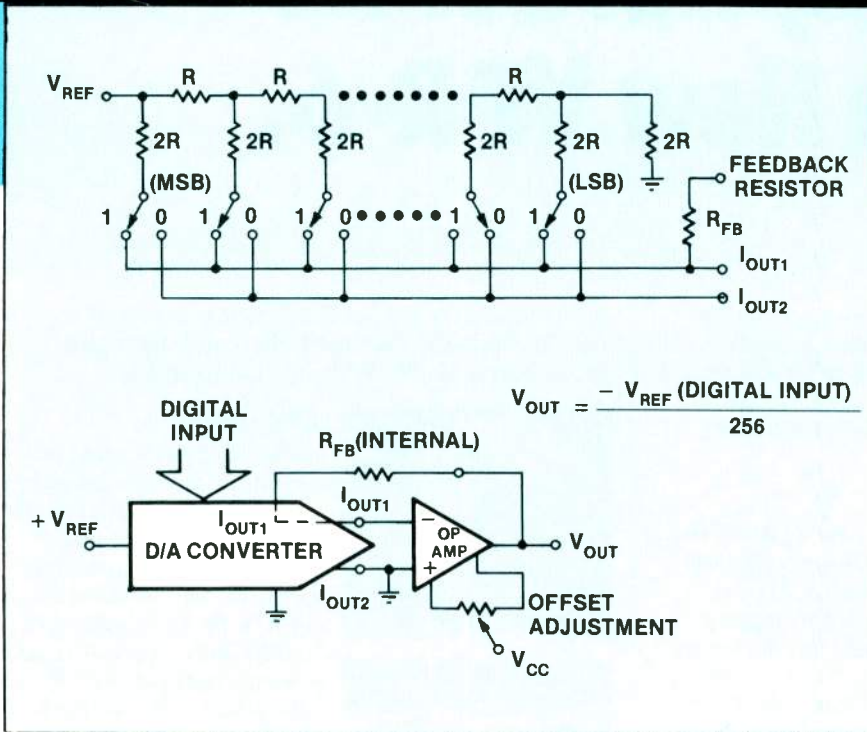 V_REF R R R
2R 2R 2R 2R 2R 2R
(MSB) (LSB) FEEDBACK
RESISTOR
1 0 1 0 1 0 1 0 1 0 R_FB
I_OUT1
I_OUT2
V_OUT = − V_REF (DIGITAL INPUT)
256
DIGITAL
INPUT
R_FB(INTERNAL)
+ V_REF
I_OUT1
I_OUT1
D/A CONVERTER
I_OUT2
−
OP
AMP
+
V_OUT
OFFSET
ADJUSTMENT
V_CC